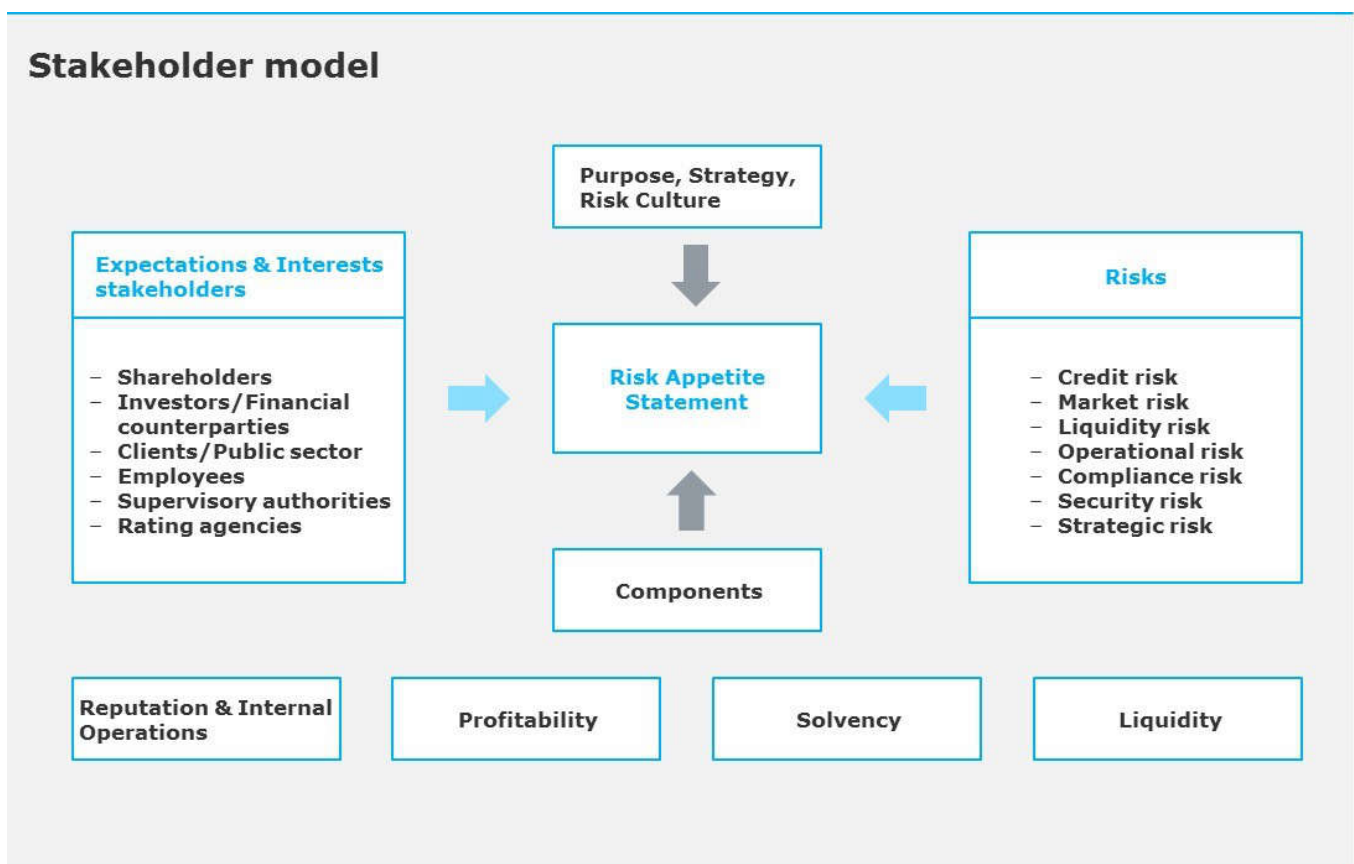 Stakeholder model
Purpose, Strategy,
Risk Culture
Expectations & Interests
stakeholders
– Shareholders
– Investors/Financial
counterparties
– Clients/Public sector
– Employees
– Supervisory authorities
– Rating agencies
Risk Appetite
Statement
Risks
– Credit risk
– Market risk
– Liquidity risk
– Operational risk
– Compliance risk
– Security risk
– Strategic risk
Components
Reputation & Internal
Operations
Profitability
Solvency
Liquidity